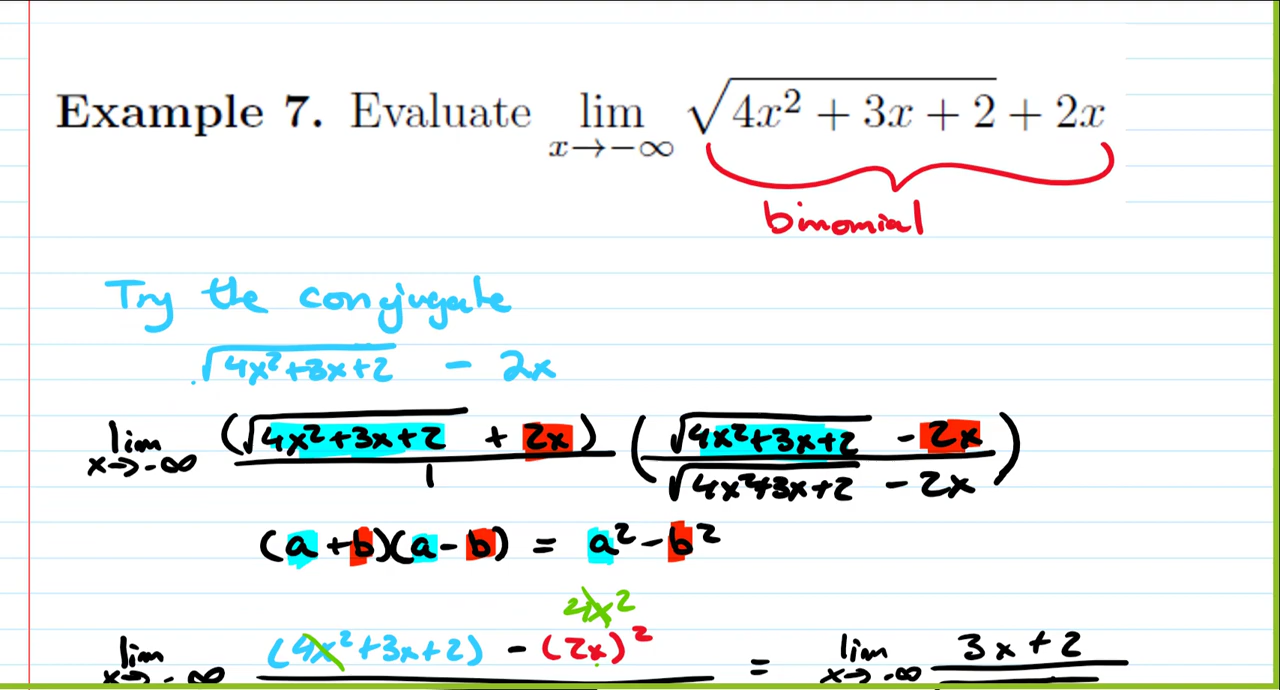 Example 7. Evaluate lim x→−∞ √(4x² + 3x + 2) + 2x
binomial
Try the conjugate
√(4x²+3x+2) − 2x
lim x→−∞ (√(4x²+3x+2) + 2x)/1 (√(4x²+3x+2) − 2x / √(4x²+3x+2) − 2x)
(a+b)(a−b) = a² − b²
4x²
lim x→−∞ (4x²+3x+2) − (2x)² = lim x→−∞ 3x+2